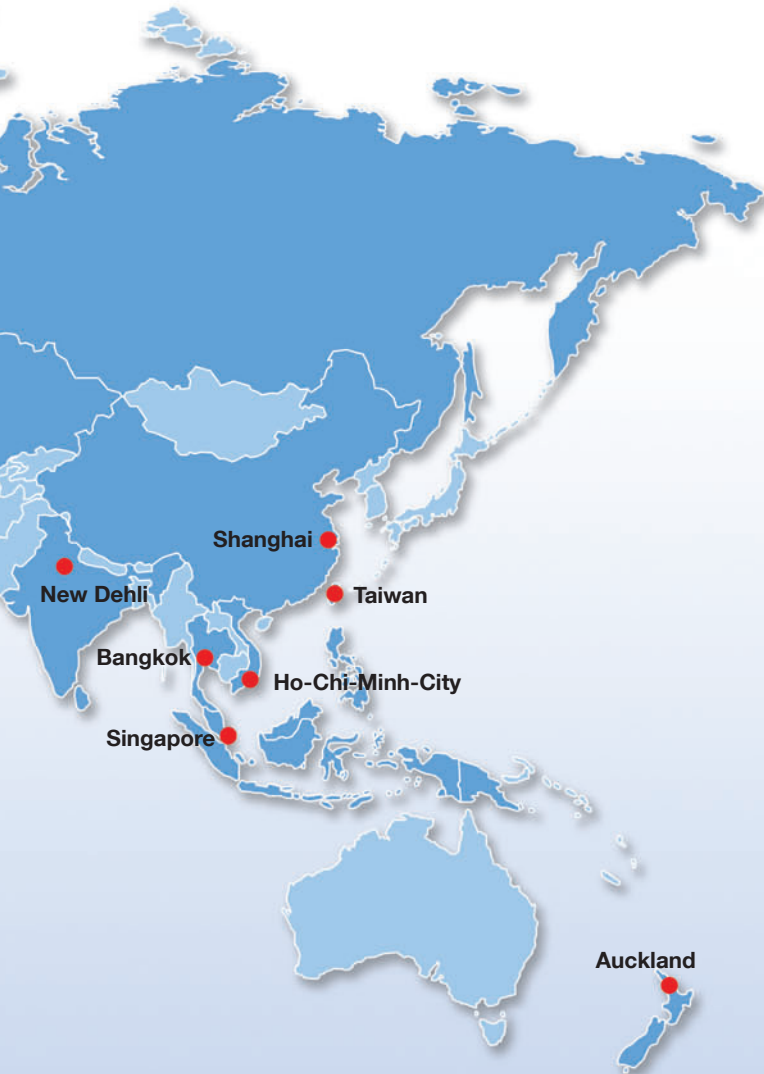 Shanghai
New Dehli
Taiwan
Bangkok
Ho-Chi-Minh-City
Singapore
Auckland